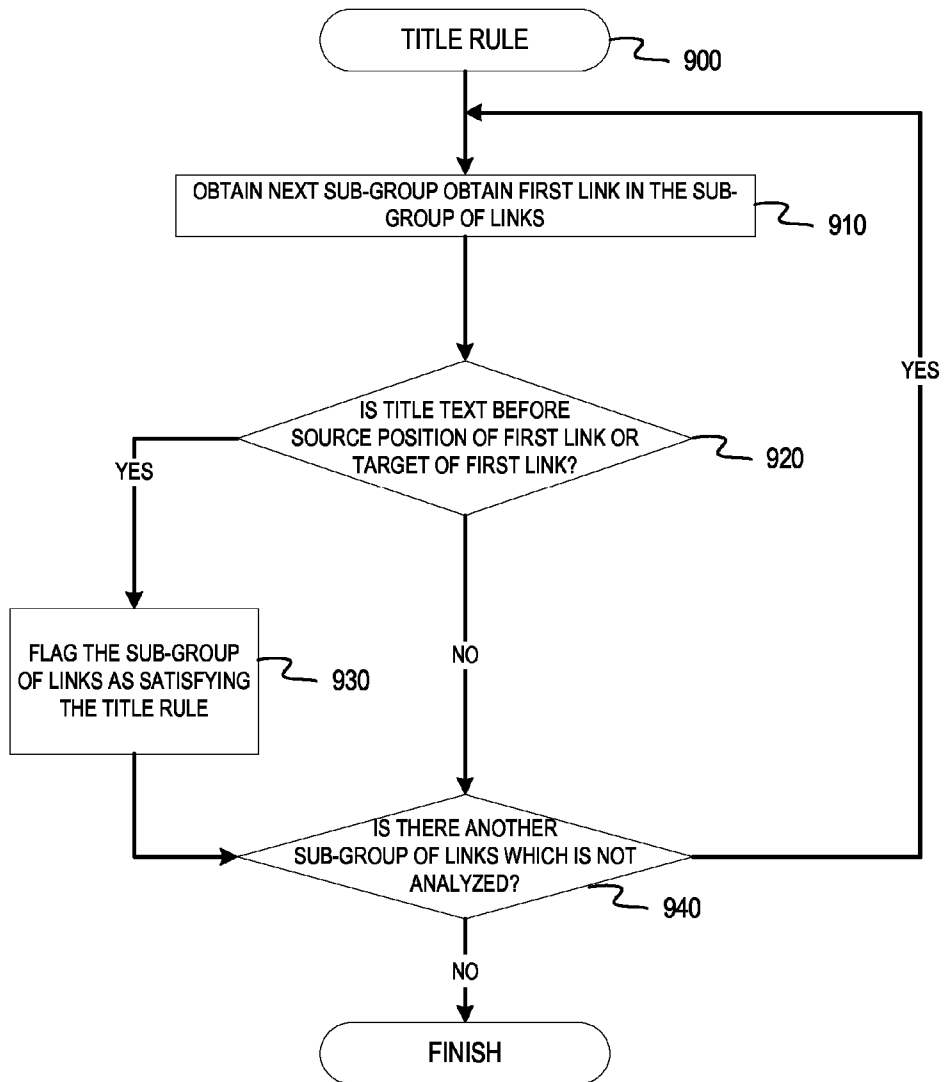 TITLE RULE
900
OBTAIN NEXT SUB-GROUP OBTAIN FIRST LINK IN THE SUB-
GROUP OF LINKS
910
YES
IS TITLE TEXT BEFORE
SOURCE POSITION OF FIRST LINK OR
TARGET OF FIRST LINK?
920
YES
FLAG THE SUB-GROUP
OF LINKS AS SATISFYING
THE TITLE RULE
930
NO
IS THERE ANOTHER
SUB-GROUP OF LINKS WHICH IS NOT
ANALYZED?
940
NO
FINISH